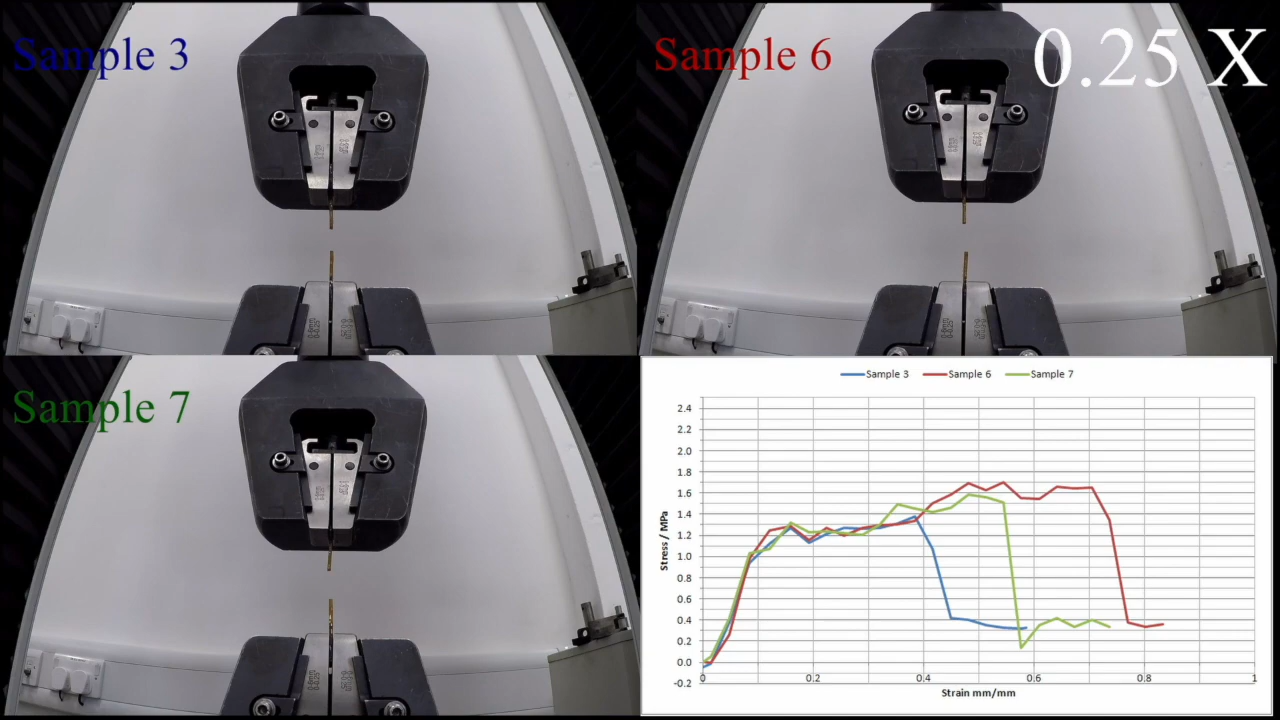 Sample 3
Sample 6
0.25 X
Sample 7
Sample 3 Sample 6 Sample 7
2.4
2.2
2.0
1.8
1.6
1.4
1.2
1.0
0.8
0.6
0.4
0.2
0.0
-0.2
Stress / MPa
0 0.2 0.4 0.6 0.8 1
Strain mm/mm